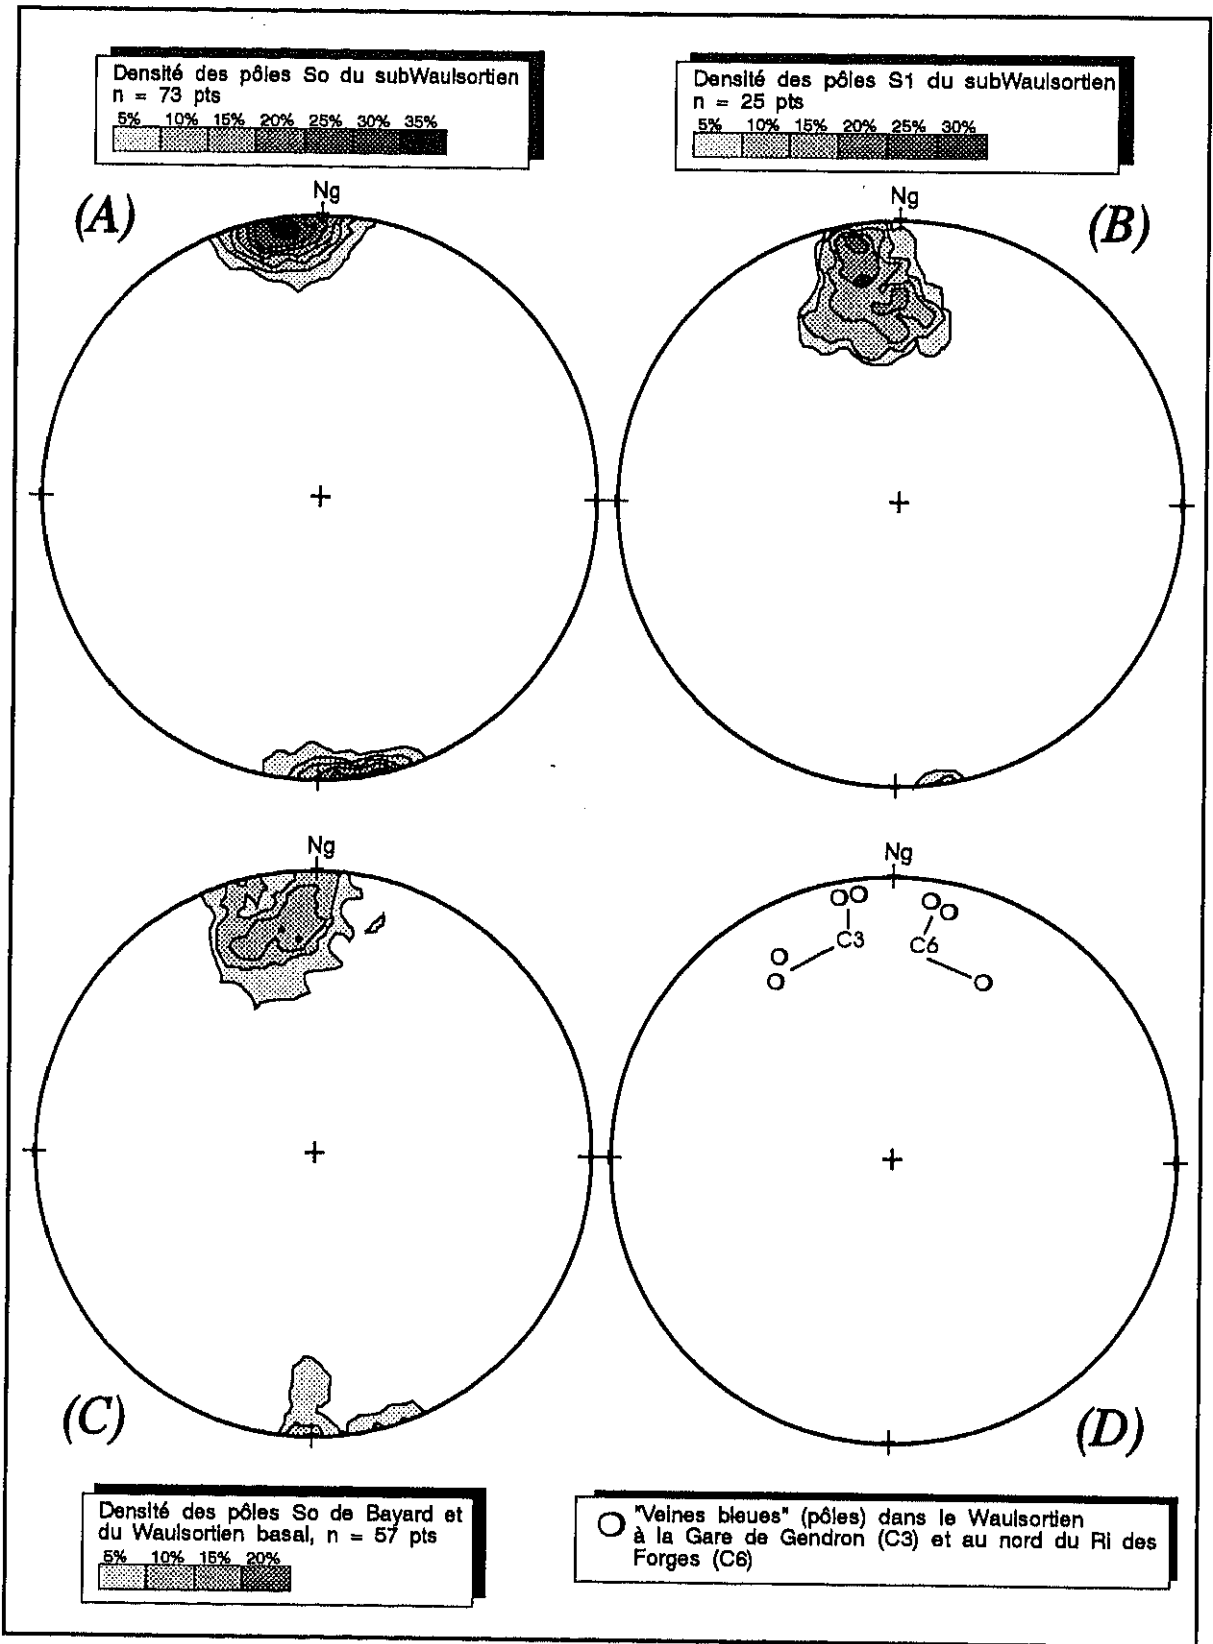 Densité des pôles So du subWaulsortien
n = 73 pts
5% 10% 15% 20% 25% 30% 35%
Densité des pôles S1 du subWaulsortien
n = 25 pts
5% 10% 15% 20% 25% 30%
Ng
(A)
Ng
(B)
Ng
(C)
Ng
C3
C6
(D)
Densité des pôles So de Bayard et
du Waulsortien basal, n = 57 pts
5% 10% 15% 20%
"Veines bleues" (pôles) dans le Waulsortien
à la Gare de Gendron (C3) et au nord du Ri des
Forges (C6)